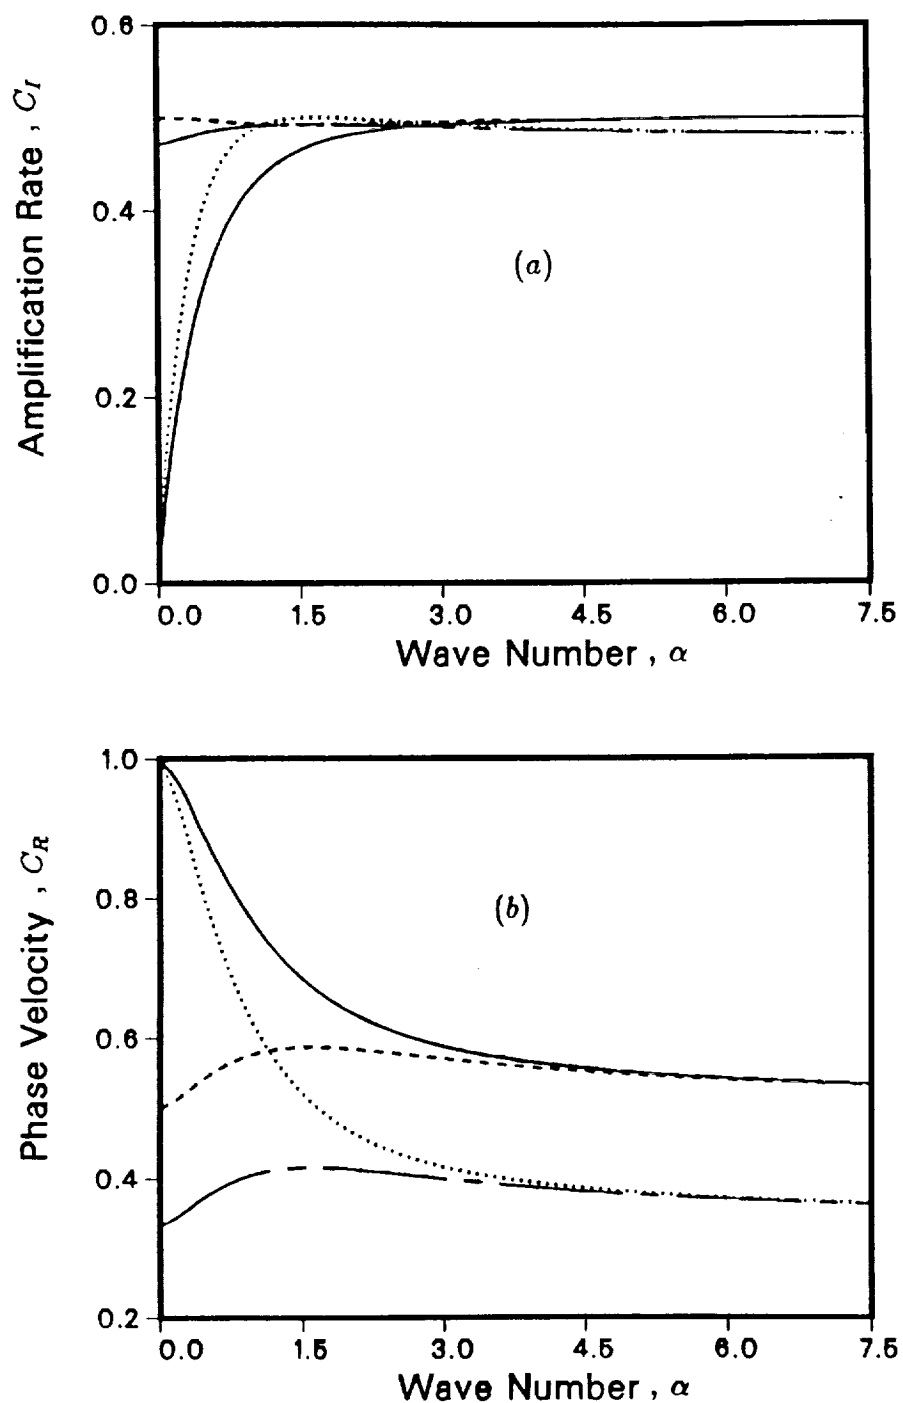 0.6
0.4
0.2
0.0
Amplification Rate , C_I
(a)
0.0 1.5 3.0 4.5 6.0 7.5
Wave Number , α
1.0
0.8
0.6
0.4
0.2
Phase Velocity , C_R
(b)
0.0 1.5 3.0 4.5 6.0 7.5
Wave Number , α